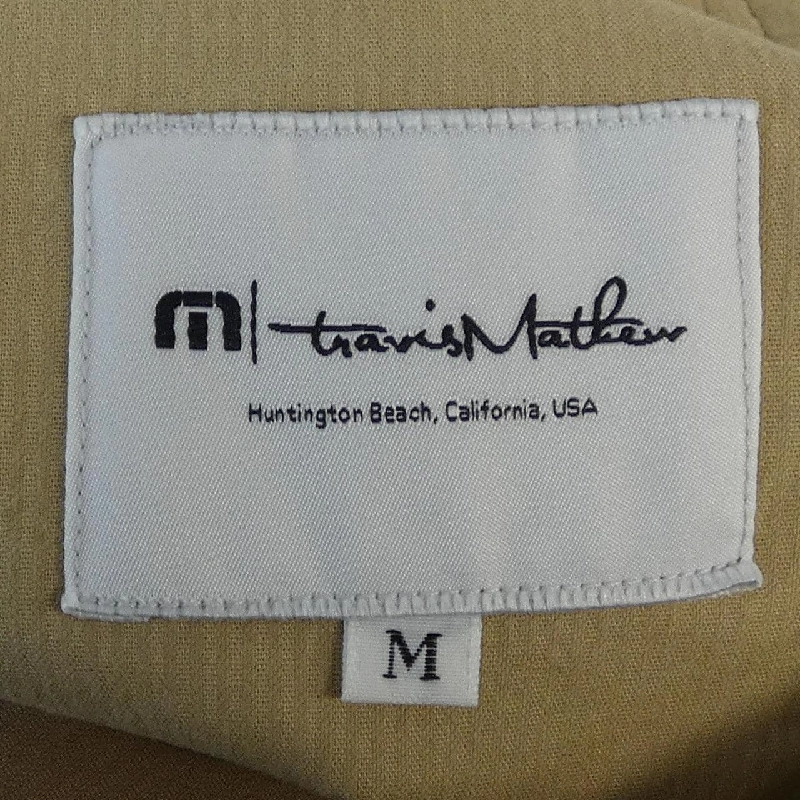 travisMathew
Huntington Beach, California, USA
M